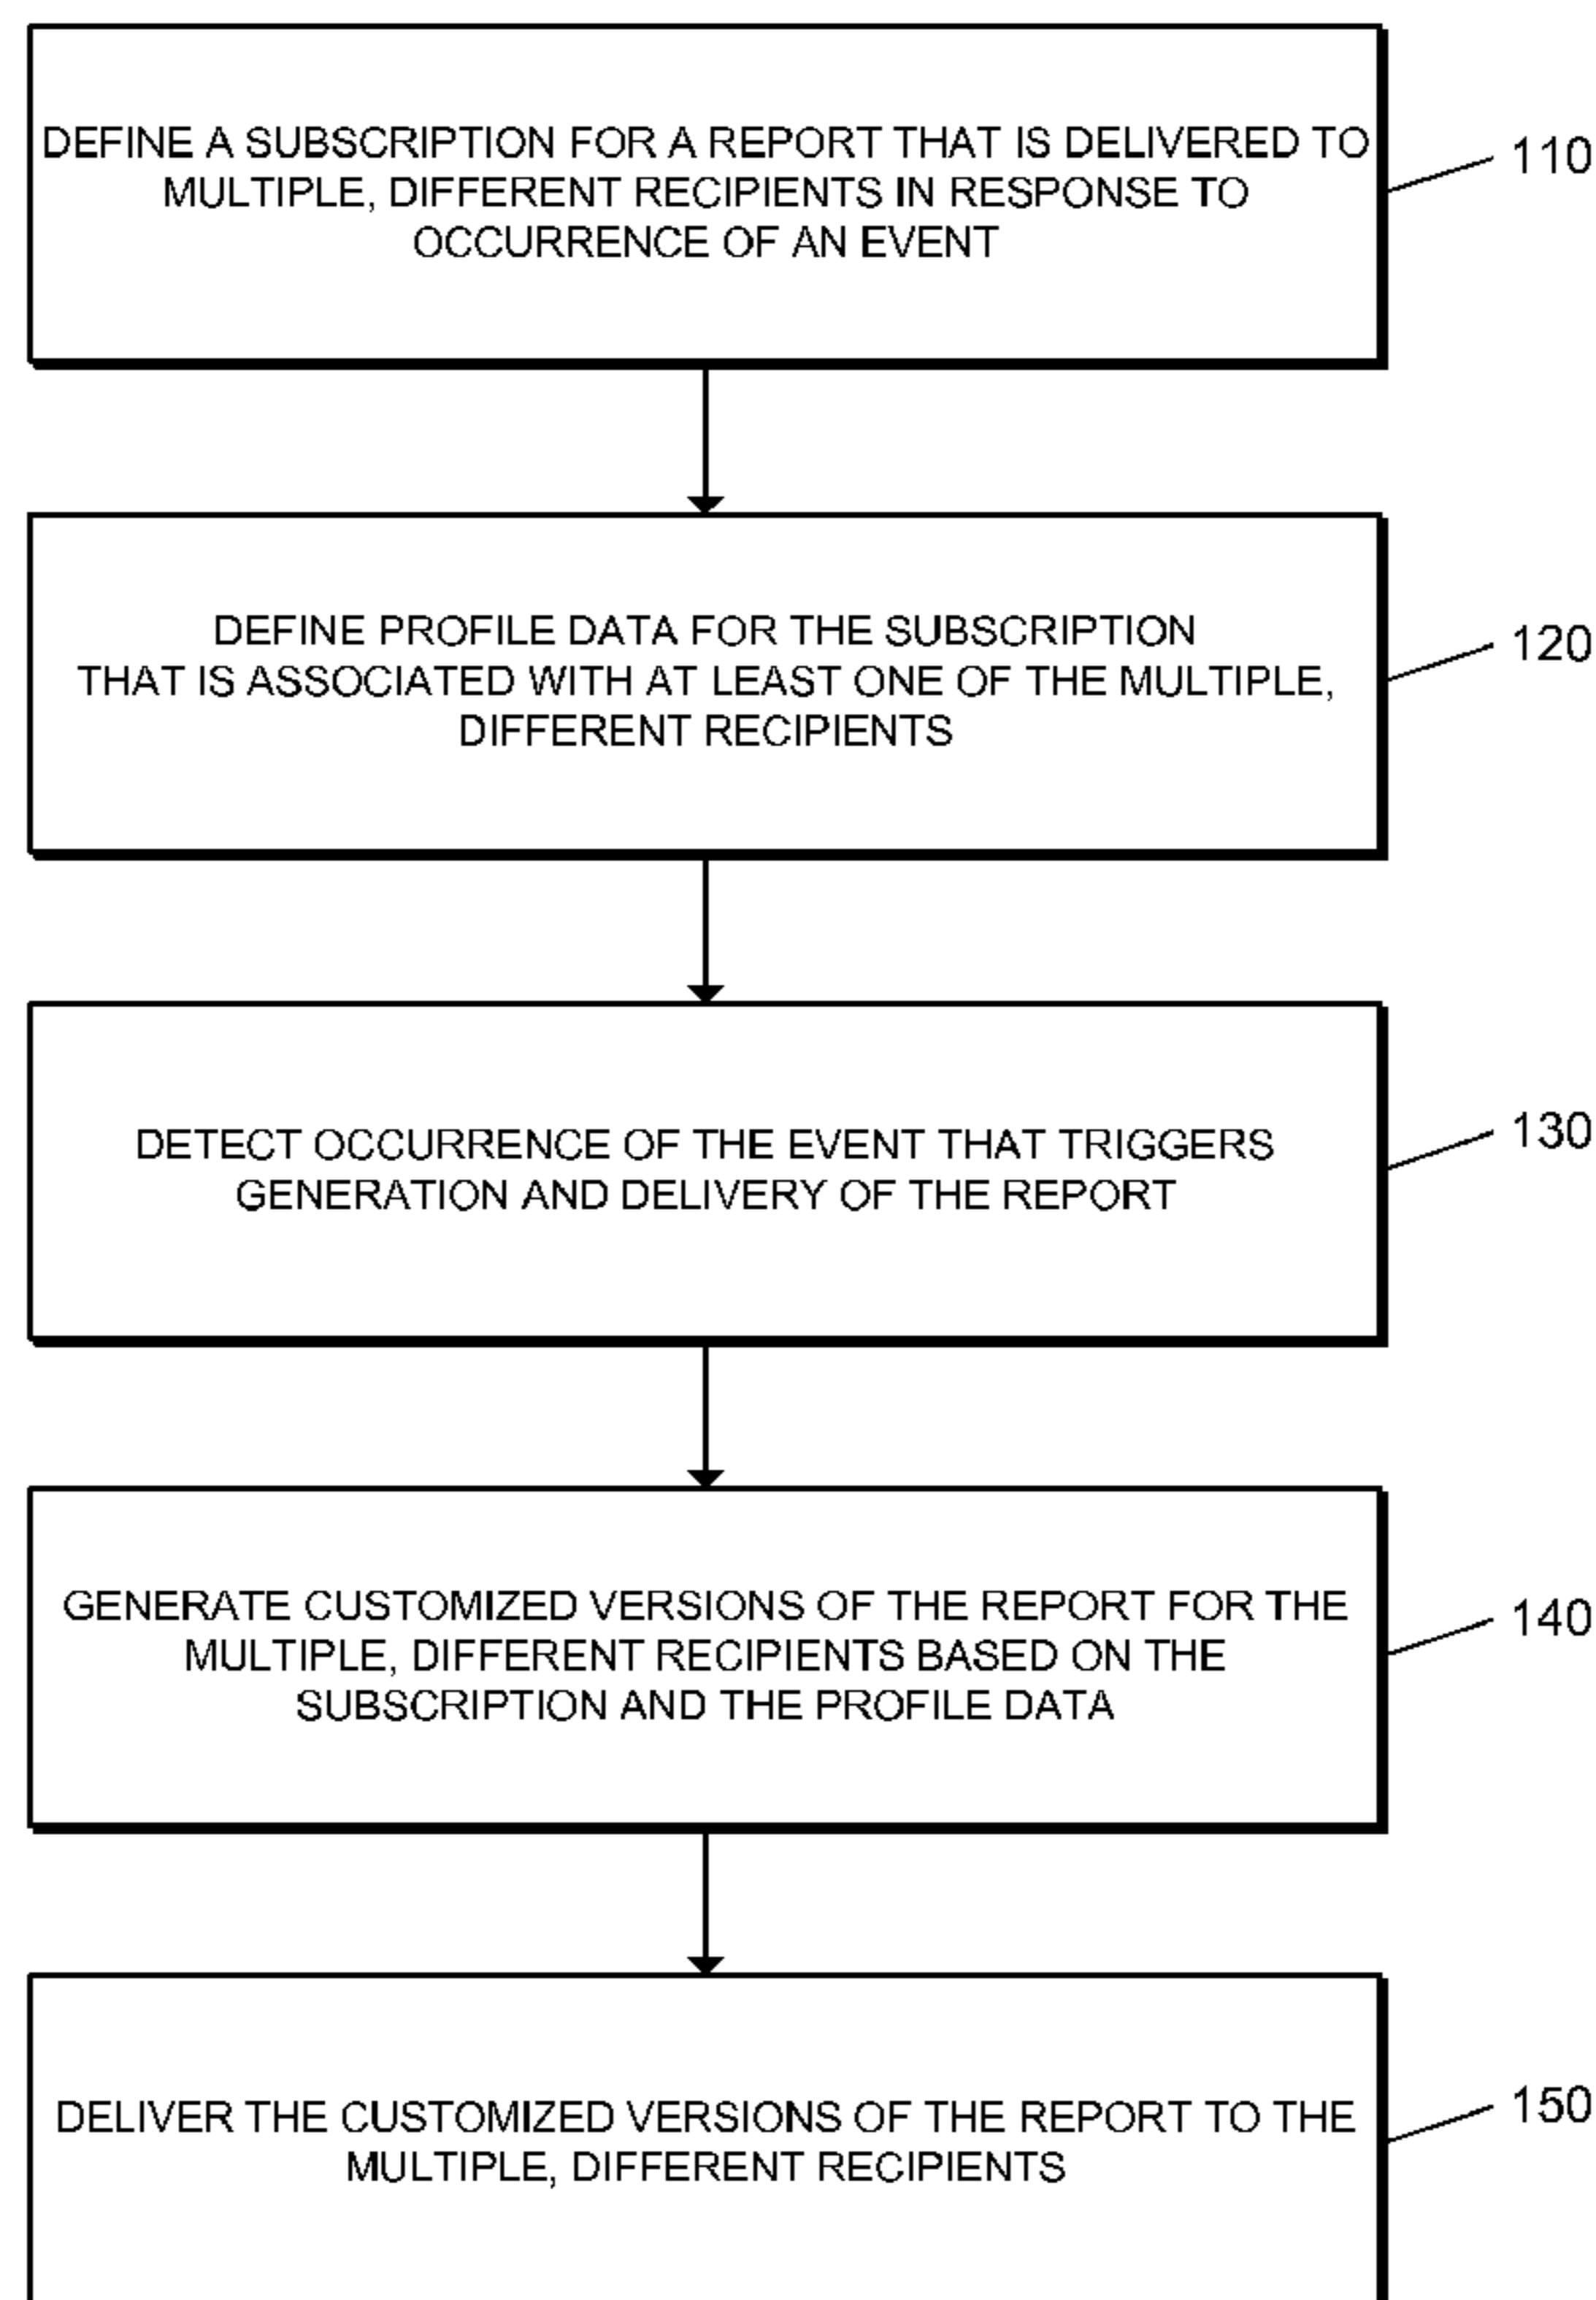 DEFINE A SUBSCRIPTION FOR A REPORT THAT IS DELIVERED TO
MULTIPLE, DIFFERENT RECIPIENTS IN RESPONSE TO
OCCURRENCE OF AN EVENT
110
DEFINE PROFILE DATA FOR THE SUBSCRIPTION
THAT IS ASSOCIATED WITH AT LEAST ONE OF THE MULTIPLE,
DIFFERENT RECIPIENTS
120
DETECT OCCURRENCE OF THE EVENT THAT TRIGGERS
GENERATION AND DELIVERY OF THE REPORT
130
GENERATE CUSTOMIZED VERSIONS OF THE REPORT FOR THE
MULTIPLE, DIFFERENT RECIPIENTS BASED ON THE
SUBSCRIPTION AND THE PROFILE DATA
140
DELIVER THE CUSTOMIZED VERSIONS OF THE REPORT TO THE
MULTIPLE, DIFFERENT RECIPIENTS
150